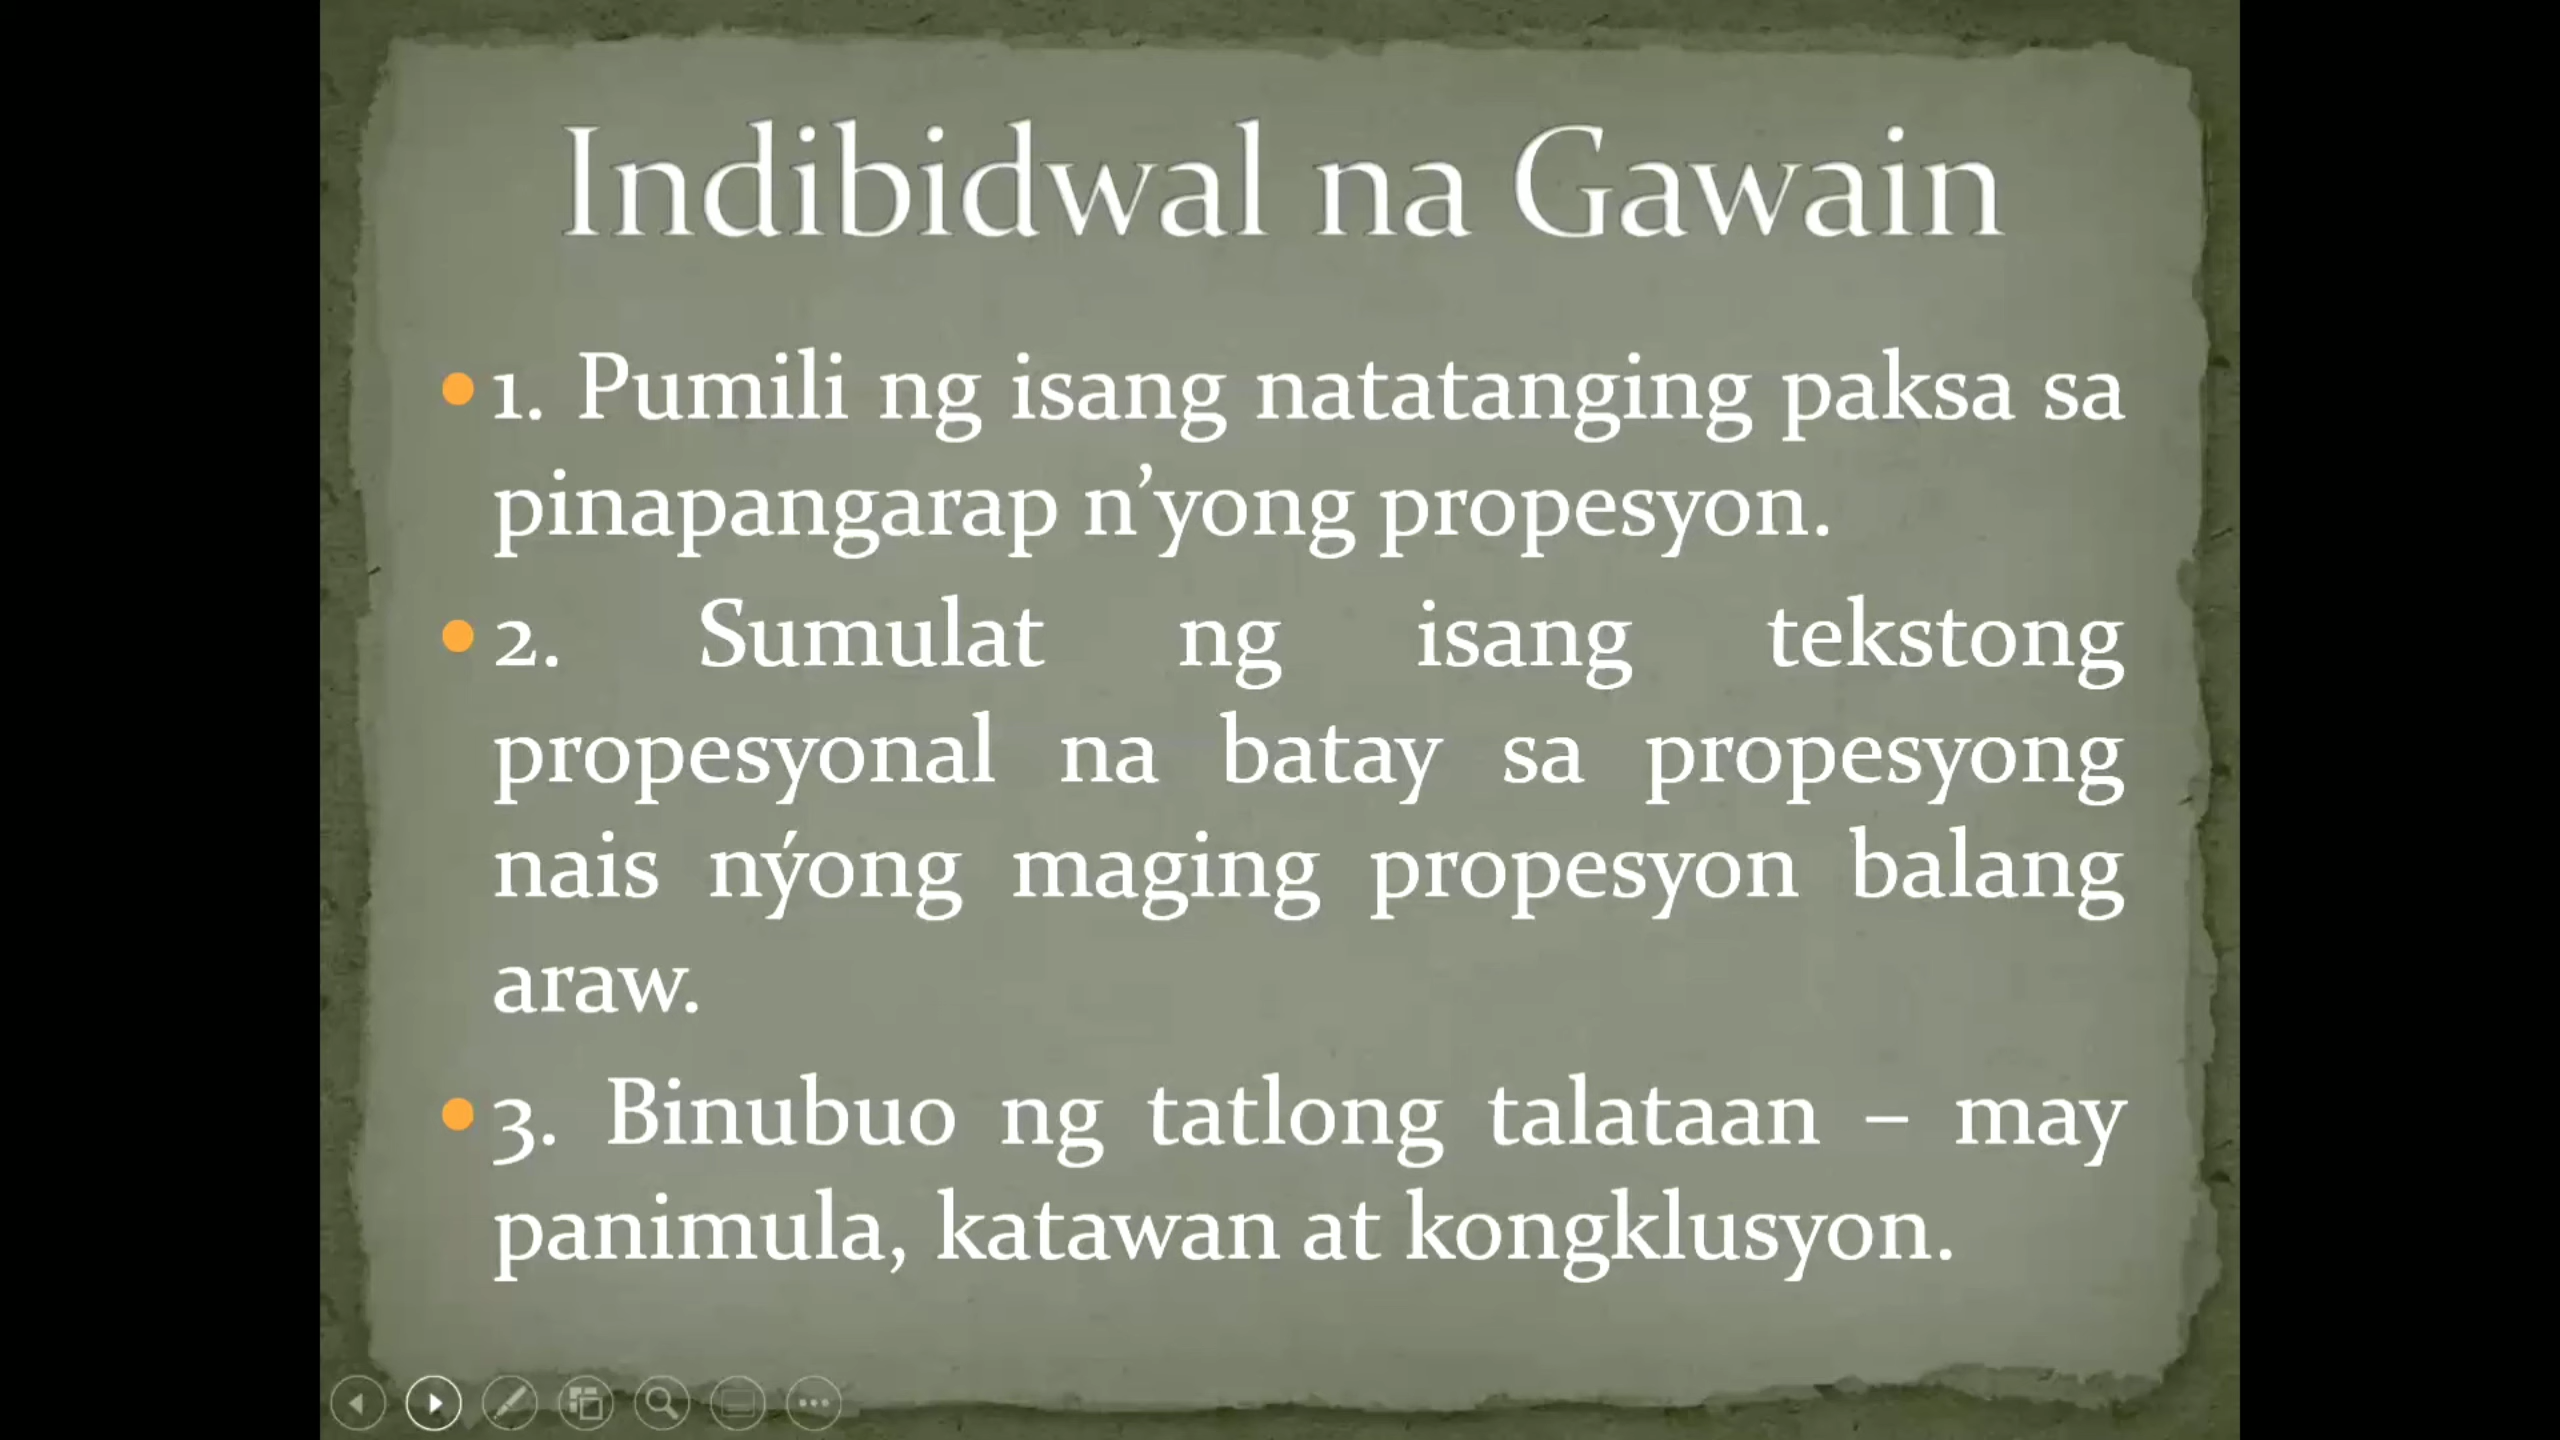 Indibidwal na Gawain
1. Pumili ng isang natatanging paksa sa
pinapangarap n’yong propesyon.
2. Sumulat ng isang tekstong
propesyonal na batay sa propesyong
nais nýong maging propesyon balang
araw.
3. Binubuo ng tatlong talataan – may
panimula, katawan at kongklusyon.